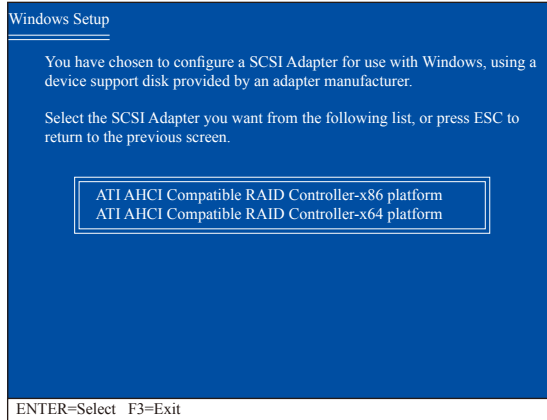 Windows Setup
You have chosen to configure a SCSI Adapter for use with Windows, using a
device support disk provided by an adapter manufacturer.
Select the SCSI Adapter you want from the following list, or press ESC to
return to the previous screen.
ATI AHCI Compatible RAID Controller-x86 platform
ATI AHCI Compatible RAID Controller-x64 platform
ENTER=Select F3=Exit